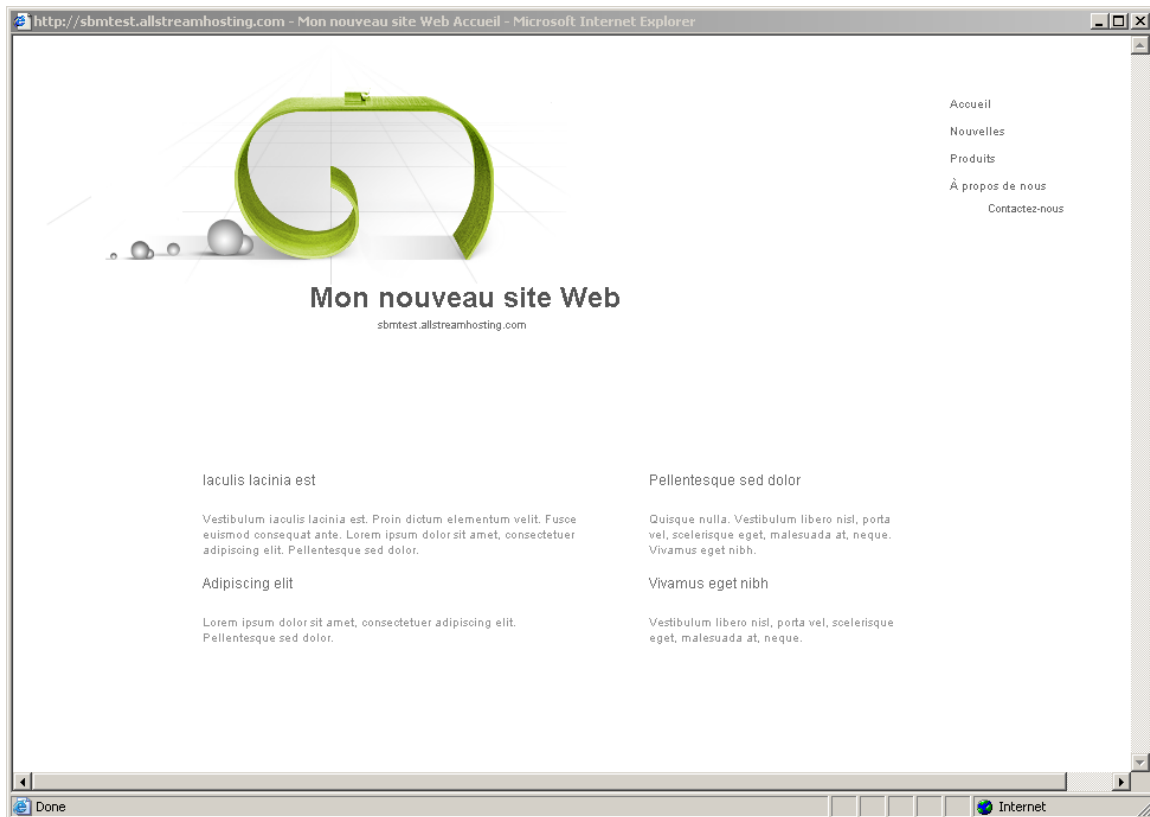 http://sbmtest.allstreamhosting.com - Mon nouveau site Web Accueil - Microsoft Internet Explorer
Accueil
Nouvelles
Produits
À propos de nous
Contactez-nous
Mon nouveau site Web
sbmtest.allstreamhosting.com
Iaculis lacinia est
Vestibulum iaculis lacinia est. Proin dictum elementum velit. Fusce
euismod consequat ante. Lorem ipsum dolor sit amet, consectetuer
adipiscing elit. Pellentesque sed dolor.
Adipiscing elit
Lorem ipsum dolor sit amet, consectetuer adipiscing elit.
Pellentesque sed dolor.
Pellentesque sed dolor
Quisque nulla. Vestibulum libero nisl, porta
vel, scelerisque eget, malesuada at, neque.
Vivamus eget nibh.
Vivamus eget nibh
Vestibulum libero nisl, porta vel, scelerisque
eget, malesuada at, neque.
Done
Internet